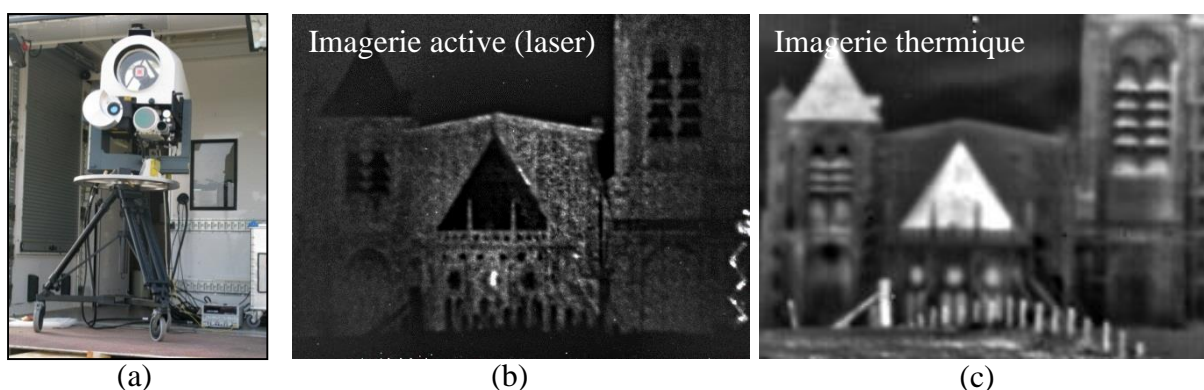 Imagerie active (laser)
Imagerie thermique
(a)
(b)
(c)